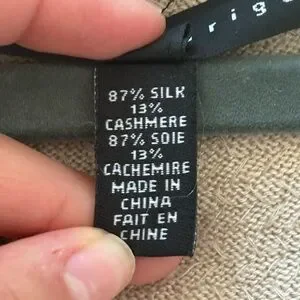 r i g
87% SILK
13%
CASHMERE
87% SOIE
13%
CACHEMIRE
MADE IN
CHINA
FAIT EN
CHINE